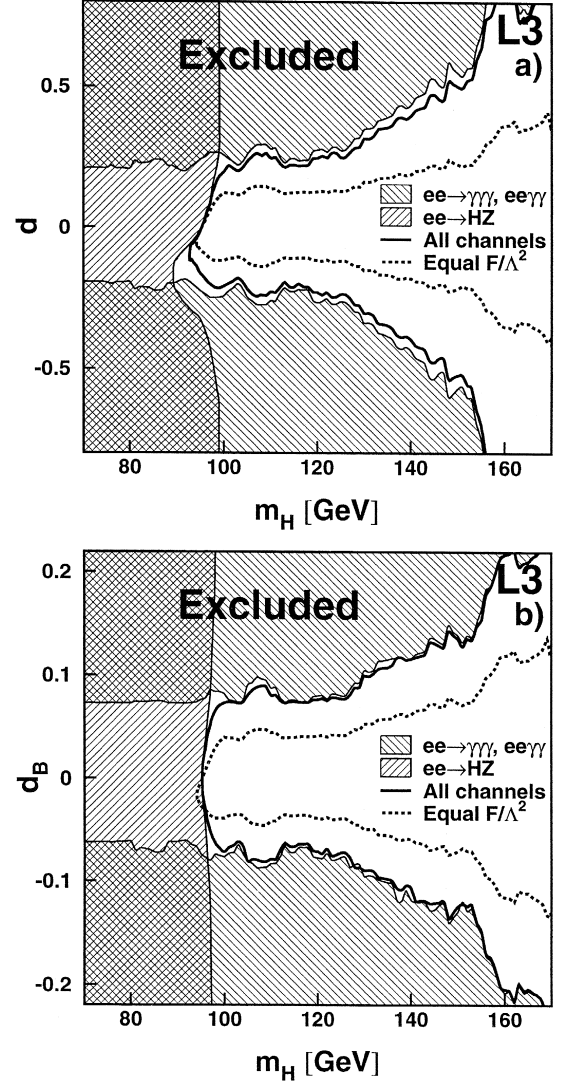 L3
Excluded
a)
0.5
0
-0.5
d
ee→γγγ, eeγγ
ee→HZ
All channels
Equal F/Λ²
80
100
120
140
160
m_H [GeV]
0.2
L3
Excluded
b)
0.1
0
-0.1
-0.2
d_B
ee→γγγ, eeγγ
ee→HZ
All channels
Equal F/Λ²
80
100
120
140
160
m_H [GeV]